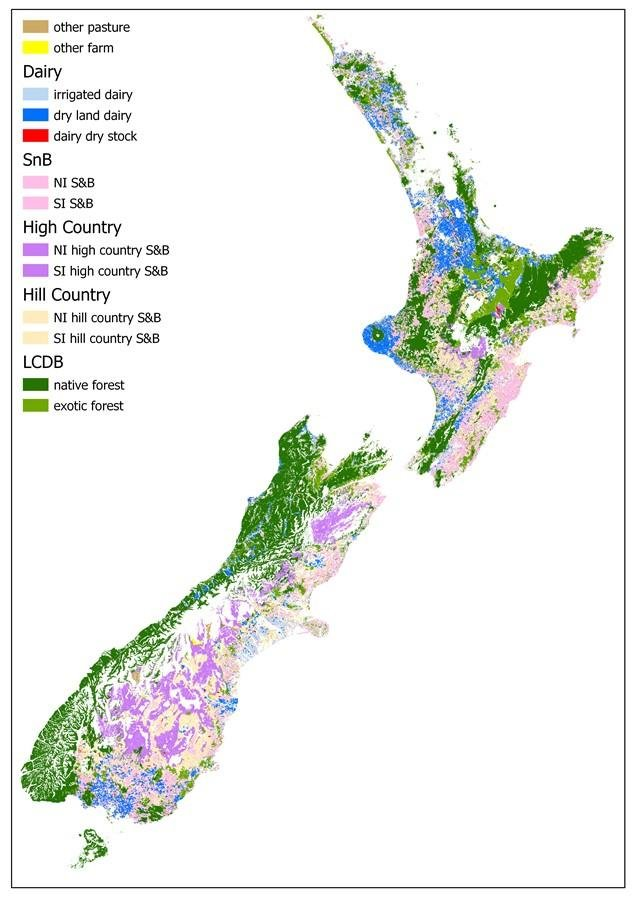 other pasture
other farm
Dairy
irrigated dairy
dry land dairy
dairy dry stock
SnB
NI S&B
SI S&B
High Country
NI high country S&B
SI high country S&B
Hill Country
NI hill country S&B
SI hill country S&B
LCDB
native forest
exotic forest